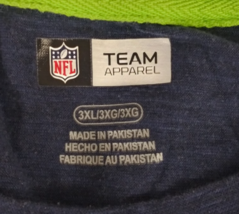 NFL
TEAM
APPAREL
3XL/3XG/3XG
MADE IN PAKISTAN
HECHO EN PAKISTAN
FABRIQUE AU PAKISTAN